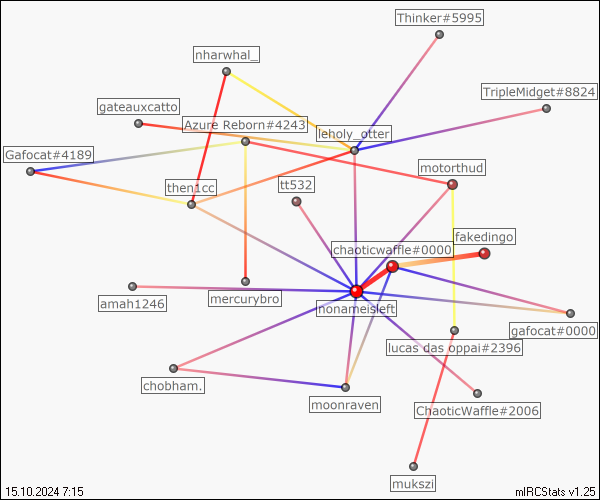 Thinker#5995
nharwhal_
TripleMidget#8824
gateauxcatto
Azure Reborn#4243
leholy_otter
Gafocat#4189
motorthud
then1cc
tt532
fakedingo
chaoticwaffle#0000
amah1246
mercurybro
nonameisleft
gafocat#0000
lucas das oppai#2396
chobham.
moonraven
ChaoticWaffle#2006
mukszi
15.10.2024 7:15
mIRCStats v1.25